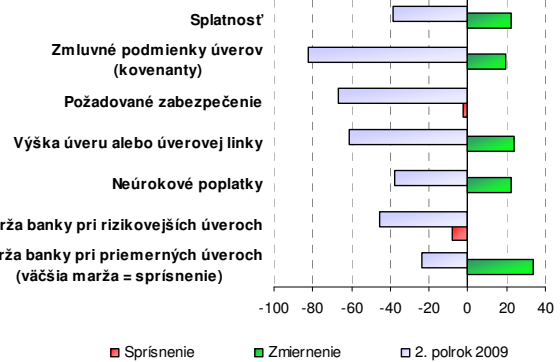 Splatnosť
Zmluvné podmienky úverov
(kovenanty)
Požadované zabezpečenie
Výška úveru alebo úverovej linky
Neúrokové poplatky
banky pri rizikovejších úveroch
banky pri priemerných úveroch
(väčšia marža = sprísnenie)
-100 -80 -60 -40 -20 0 20 40
Sprísnenie Zmiernenie 2. polrok 2009